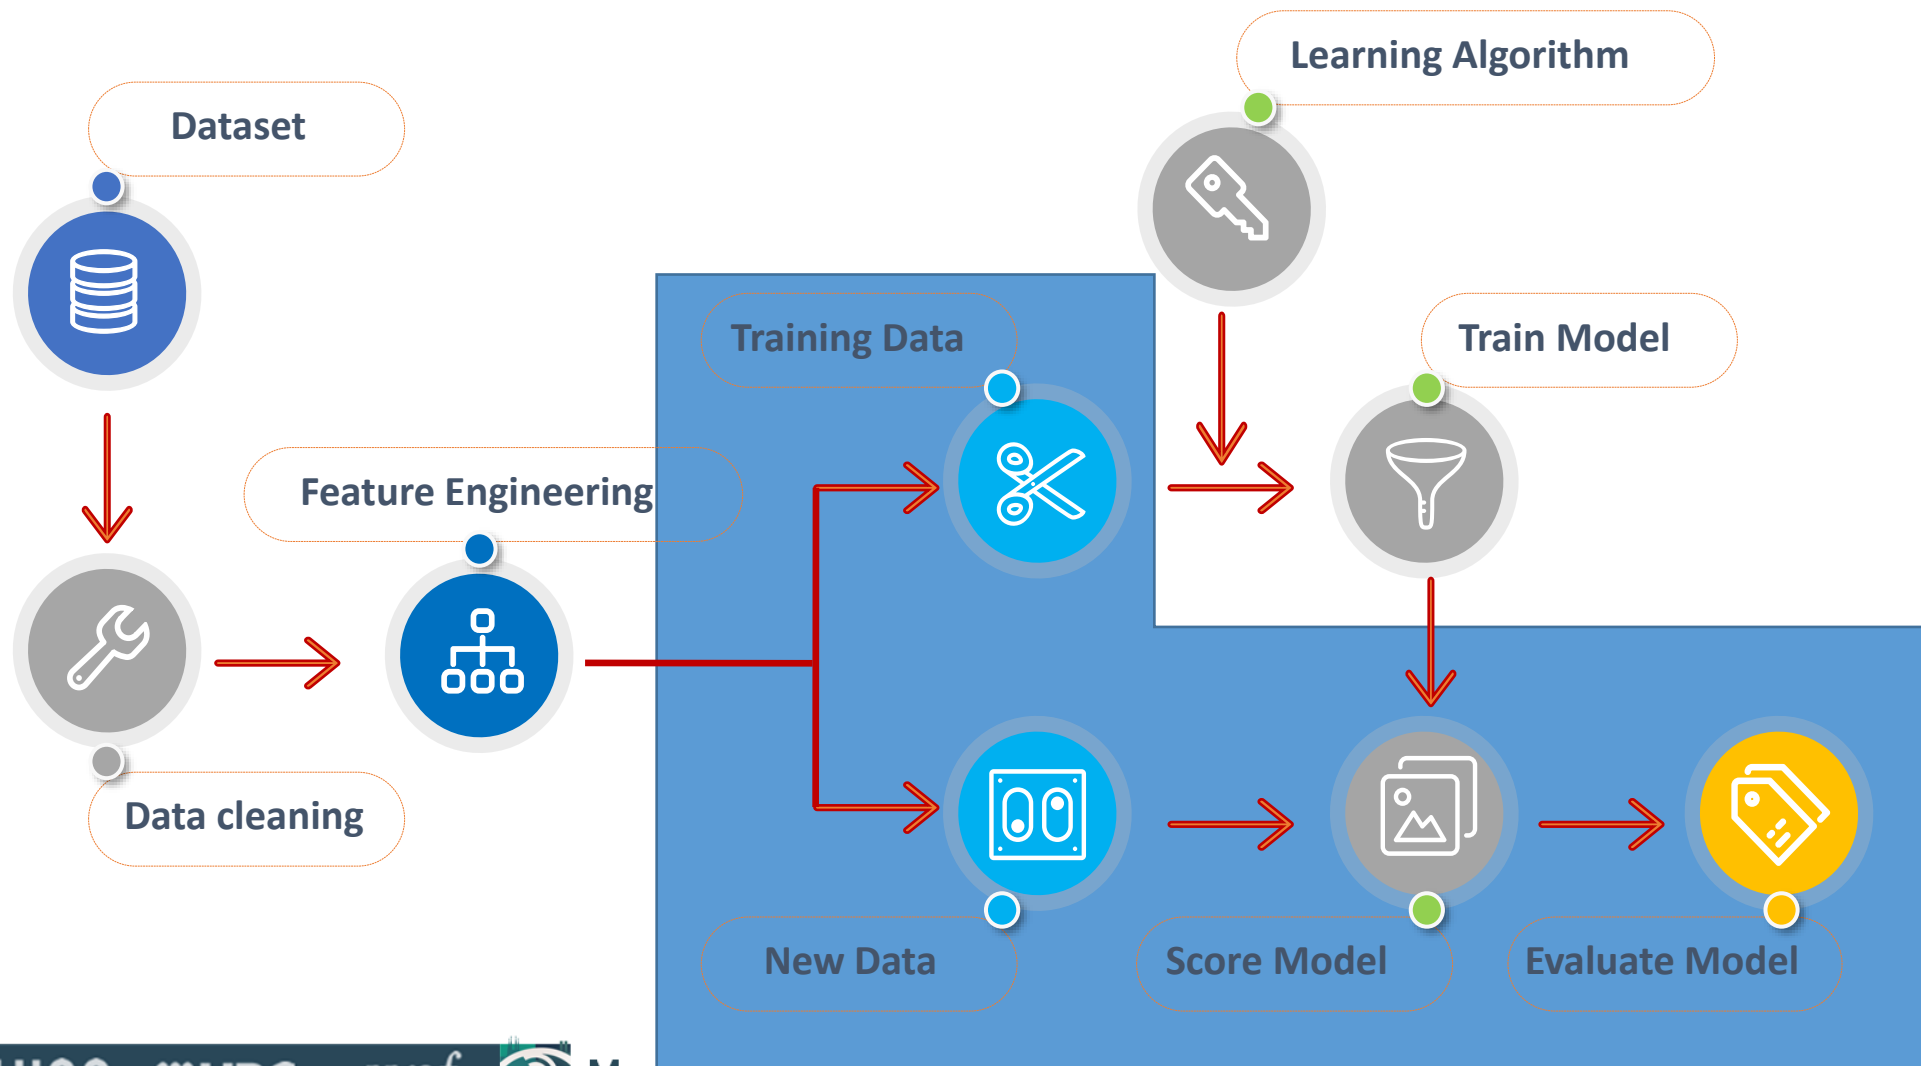 Learning Algorithm
Dataset
Training Data
Train Model
Feature Engineering
Data cleaning
New Data
Score Model
Evaluate Model